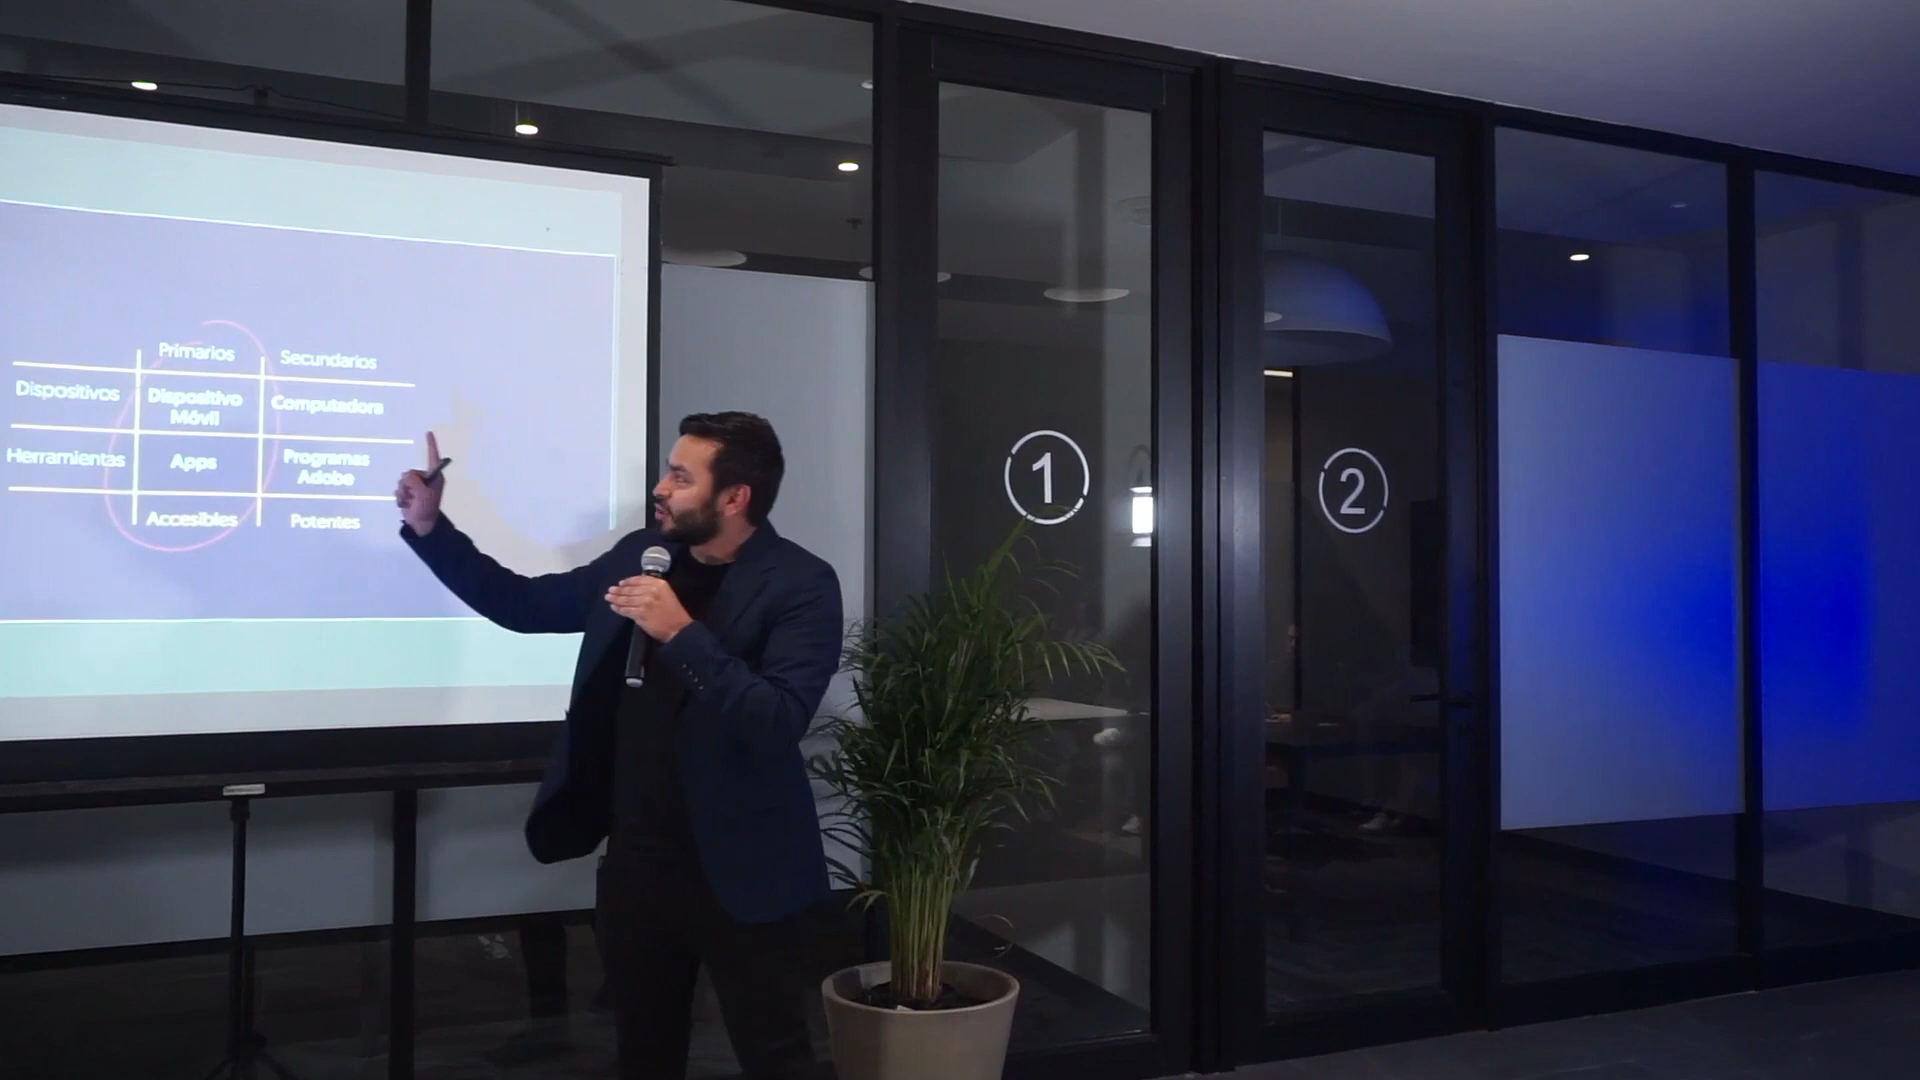 Primarios Secundarios
Dispositivos Dispositivo Móvil Computadora
Herramientas Apps Programas Adobe
Accesibles Potentes
1
2